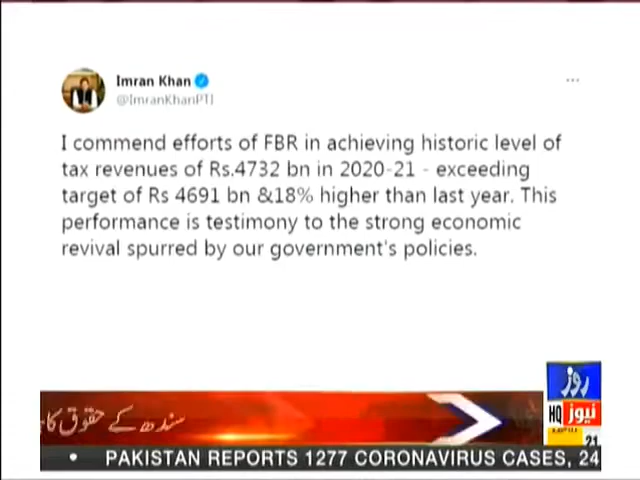 Imran Khan
@ImranKhanPTI
I commend efforts of FBR in achieving historic level of
tax revenues of Rs.4732 bn in 2020-21 - exceeding
target of Rs 4691 bn &18% higher than last year. This
performance is testimony to the strong economic
revival spurred by our government's policies.
روز
HQ نیوز
سندھ کے حقوق کا
21
• PAKISTAN REPORTS 1277 CORONAVIRUS CASES, 24